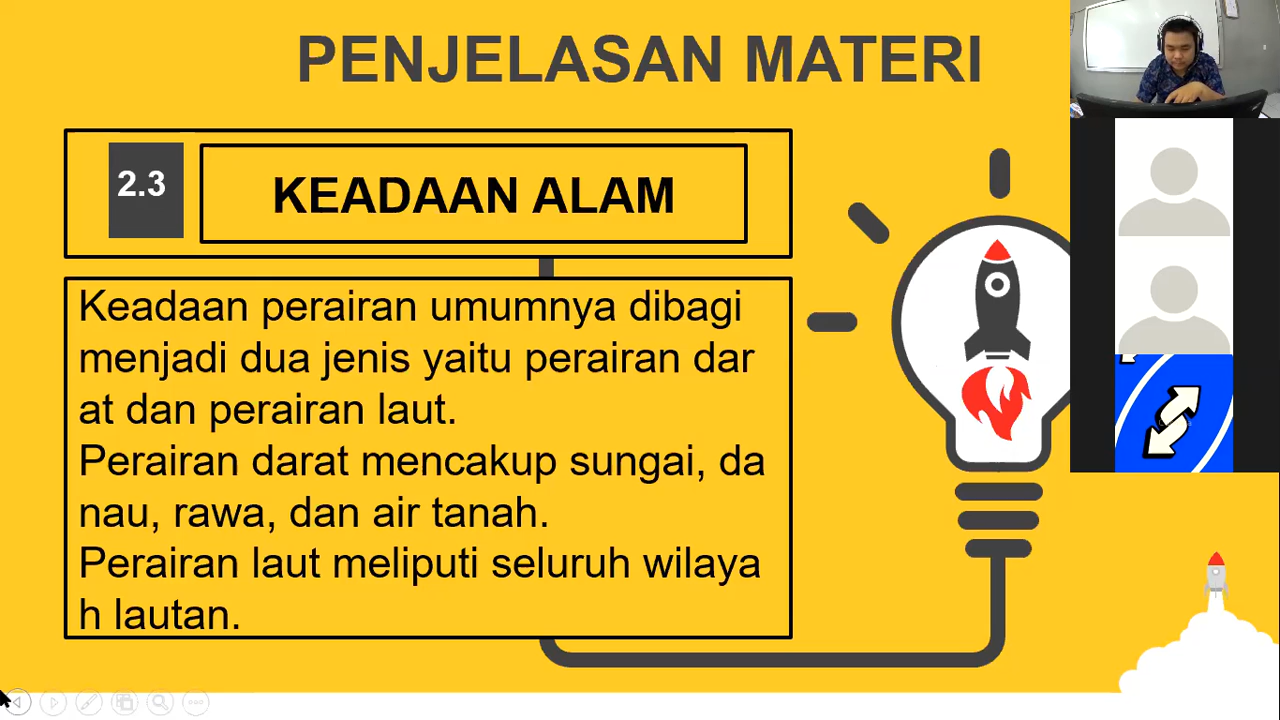 PENJELASAN MATERI
2.3
KEADAAN ALAM
Keadaan perairan umumnya dibagi
menjadi dua jenis yaitu perairan dar
at dan perairan laut.
Perairan darat mencakup sungai, da
nau, rawa, dan air tanah.
Perairan laut meliputi seluruh wilaya
h lautan.